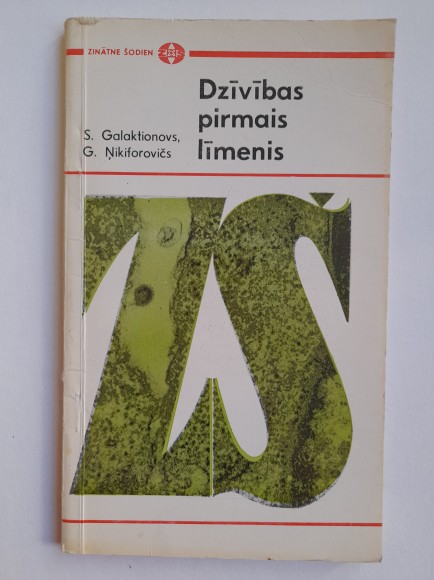 ZINĀTNE ŠODIEN
Dzīvības
pirmais
līmenis
S. Galaktionovs,
G. Ņikiforovičs
ZŠ